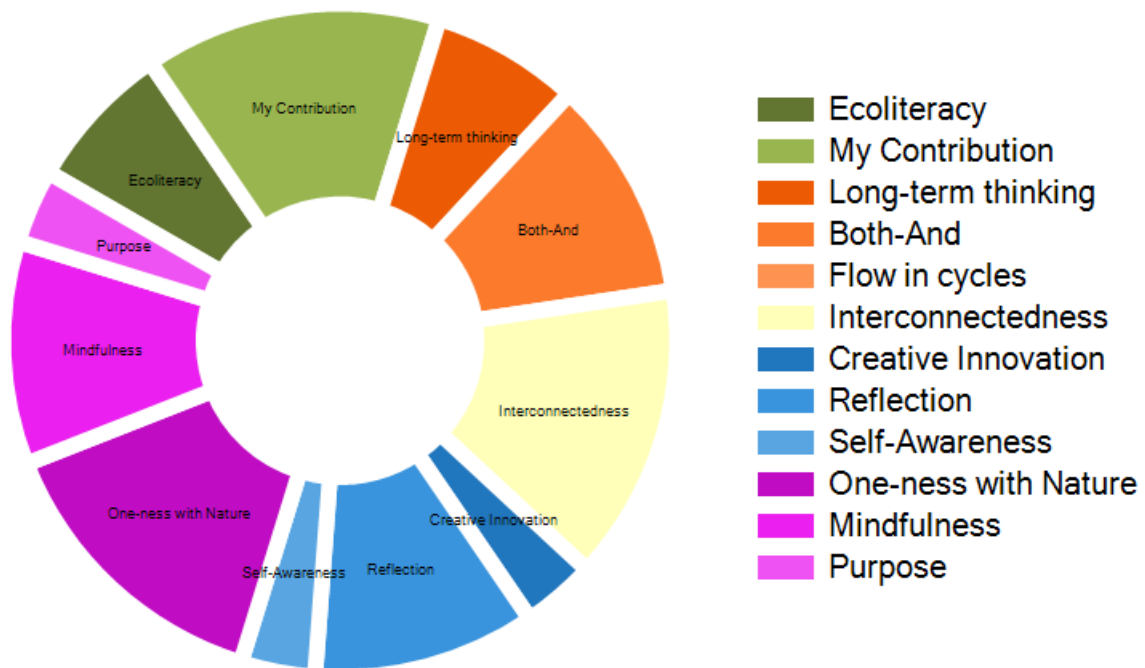 My Contribution
Long-term thinking
Ecoliteracy
Both-And
Purpose
Mindfulness
Interconnectedness
One-ness with Nature
Creative Innovation
Self-Awareness
Reflection
Ecoliteracy
My Contribution
Long-term thinking
Both-And
Flow in cycles
Interconnectedness
Creative Innovation
Reflection
Self-Awareness
One-ness with Nature
Mindfulness
Purpose